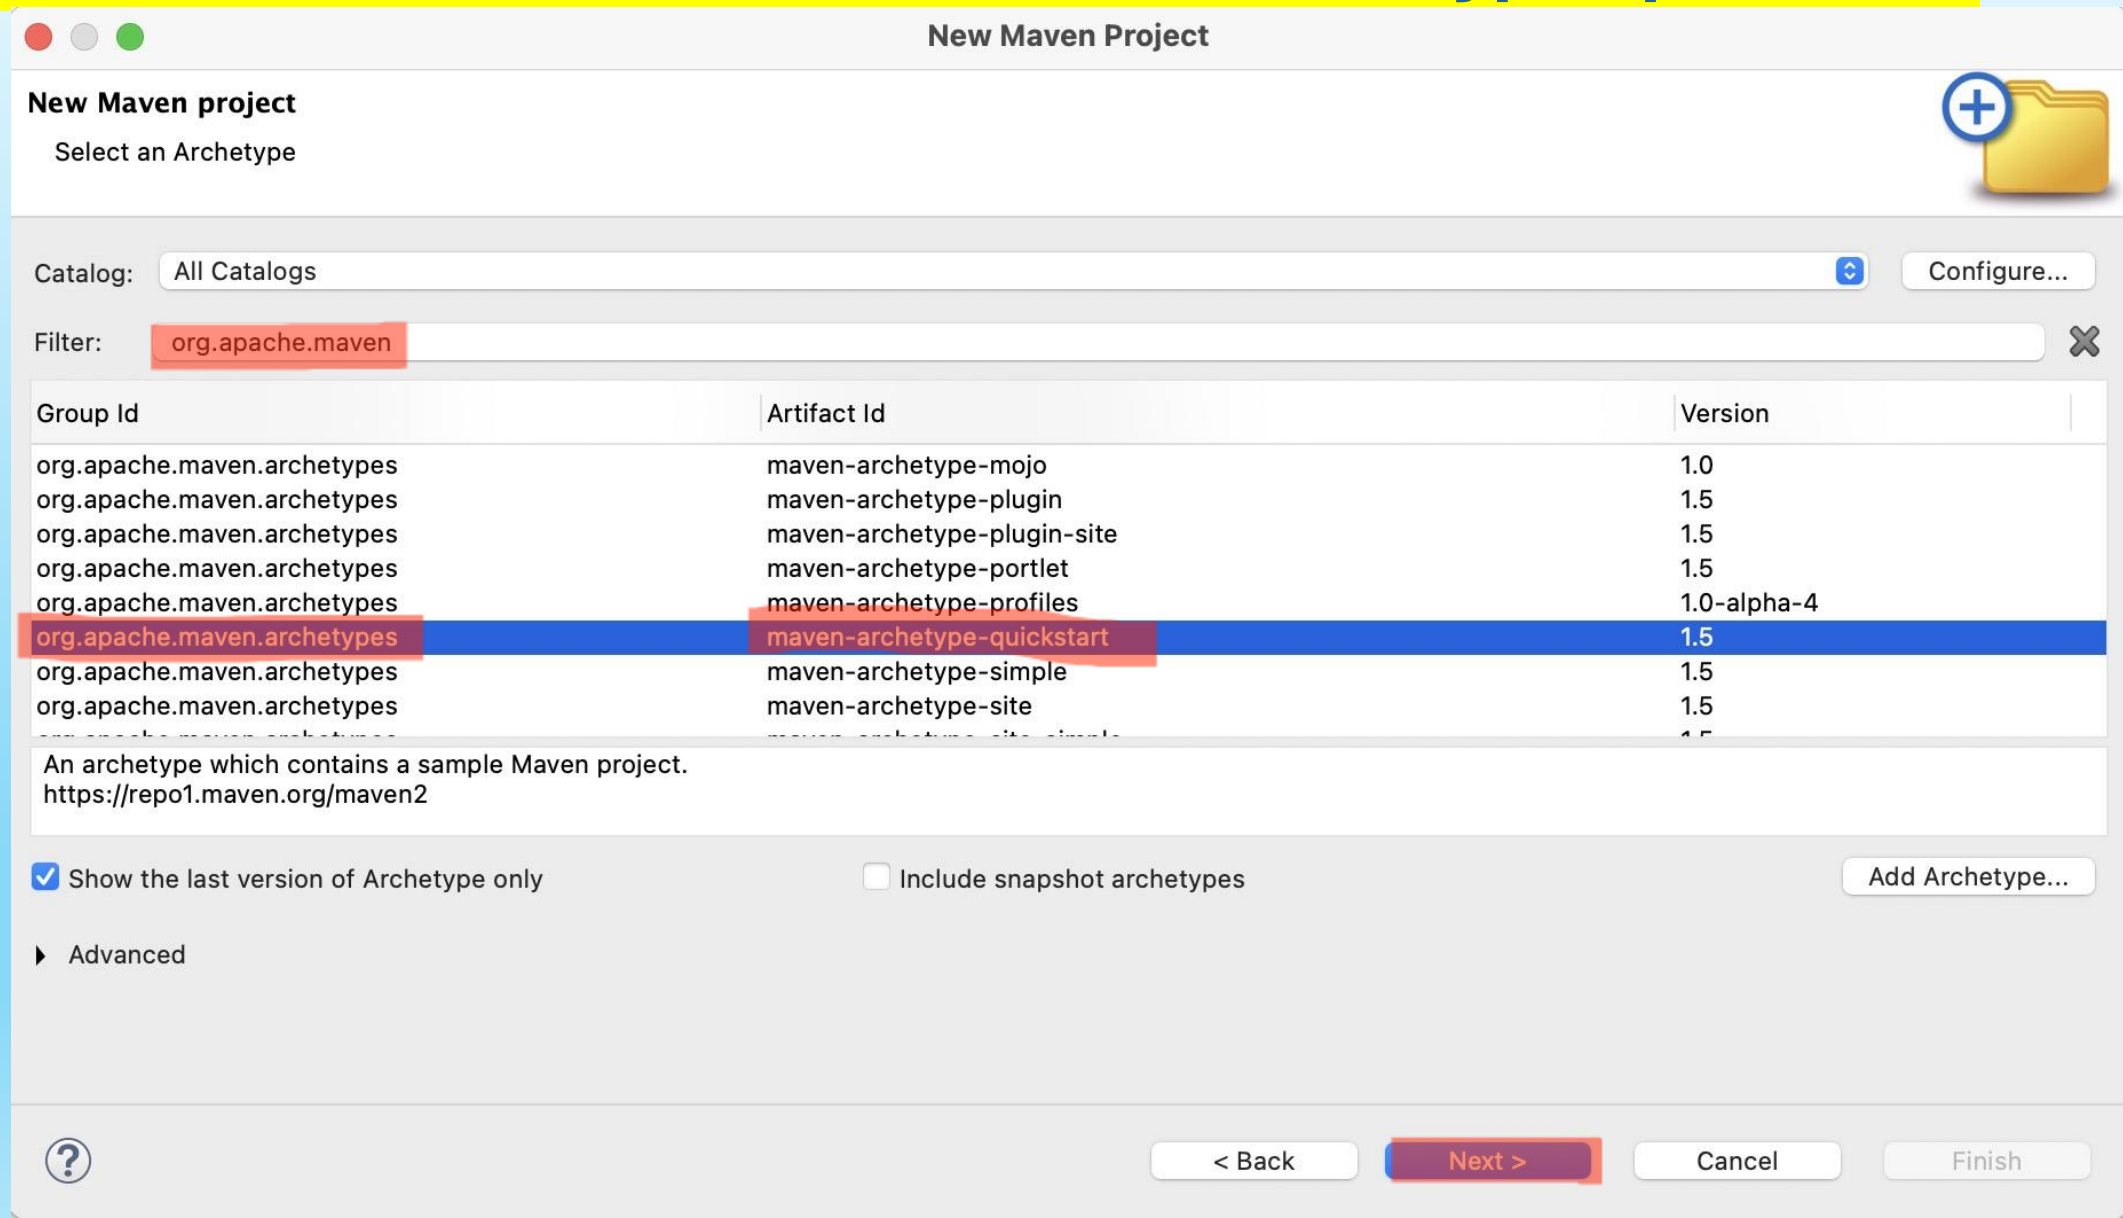 New Maven Project
New Maven project
Select an Archetype
Catalog: All Catalogs Configure...
Filter: org.apache.maven
Group Id Artifact Id Version
org.apache.maven.archetypes maven-archetype-mojo 1.0
org.apache.maven.archetypes maven-archetype-plugin 1.5
org.apache.maven.archetypes maven-archetype-plugin-site 1.5
org.apache.maven.archetypes maven-archetype-portlet 1.5
org.apache.maven.archetypes maven-archetype-profiles 1.0-alpha-4
org.apache.maven.archetypes maven-archetype-quickstart 1.5
org.apache.maven.archetypes maven-archetype-simple 1.5
org.apache.maven.archetypes maven-archetype-site 1.5
An archetype which contains a sample Maven project.
https://repo1.maven.org/maven2
Show the last version of Archetype only Include snapshot archetypes Add Archetype...
Advanced
? < Back Next > Cancel Finish